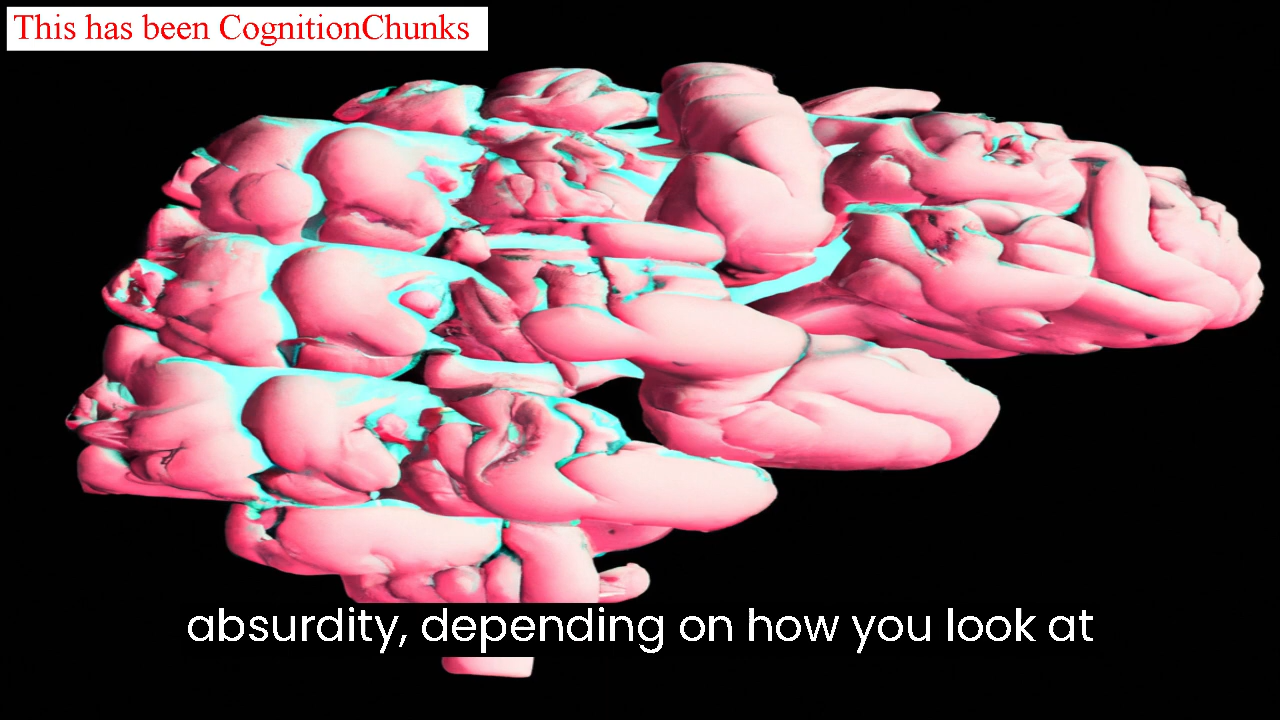 This has been CognitionChunks
absurdity, depending on how you look at